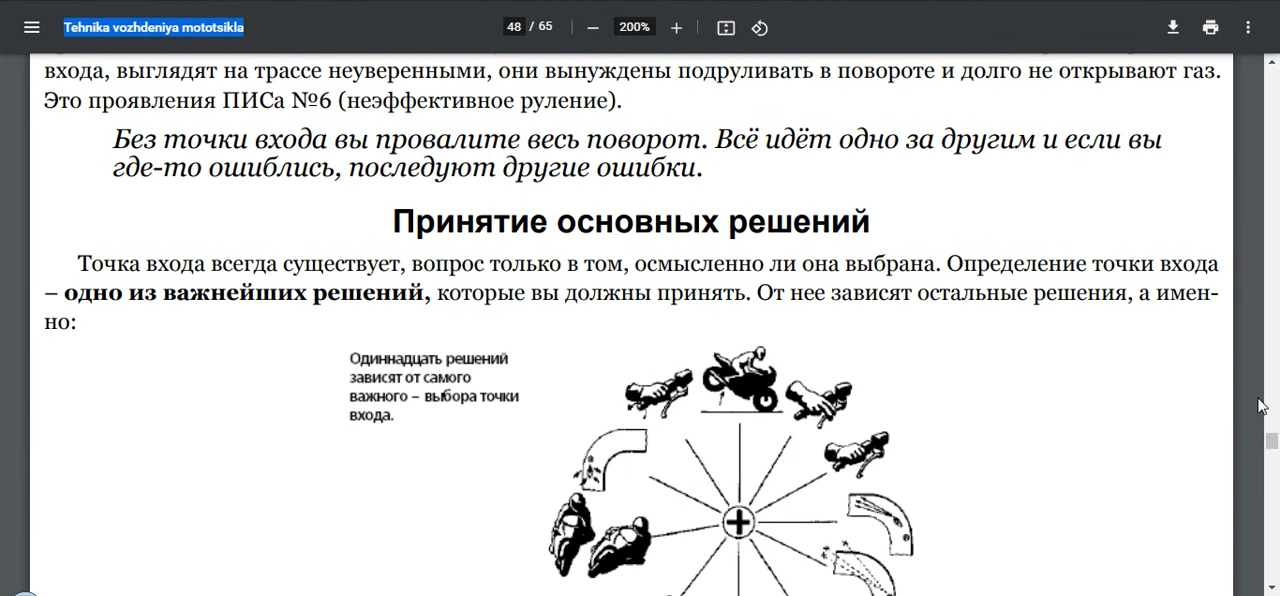 Tehnika vozhdeniya mototsikla
48 / 65
200%
входа, выглядят на трассе неуверенными, они вынуждены подруливать в повороте и долго не открывают газ.
Это проявления ПИСа №6 (неэффективное руление).
Без точки входа вы провалите весь поворот. Всё идёт одно за другим и если вы
где-то ошиблись, последуют другие ошибки.
Принятие основных решений
Точка входа всегда существует, вопрос только в том, осмысленно ли она выбрана. Определение точки входа
– одно из важнейших решений, которые вы должны принять. От нее зависят остальные решения, а имен-
но:
Одиннадцать решений
зависят от самого
важного – выбора точки
входа.